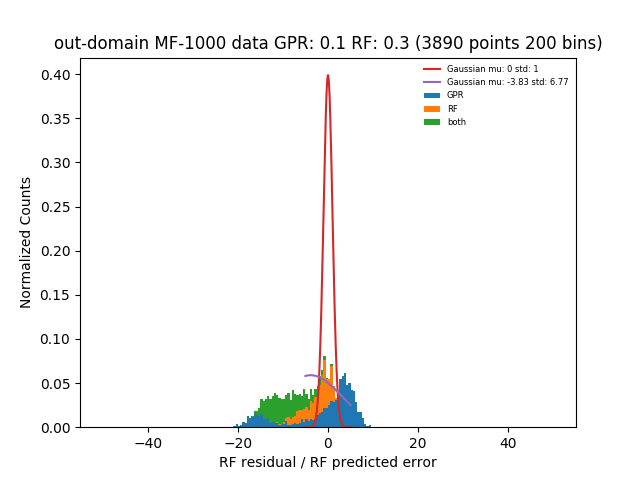 out-domain MF-1000 data GPR: 0.1 RF: 0.3 (3890 points 200 bins)
Gaussian mu: 0 std: 1
Gaussian mu: -3.83 std: 6.77
GPR
RF
both
Normalized Counts
0.40
0.35
0.30
0.25
0.20
0.15
0.10
0.05
0.00
−40
−20
0
20
40
RF residual / RF predicted error